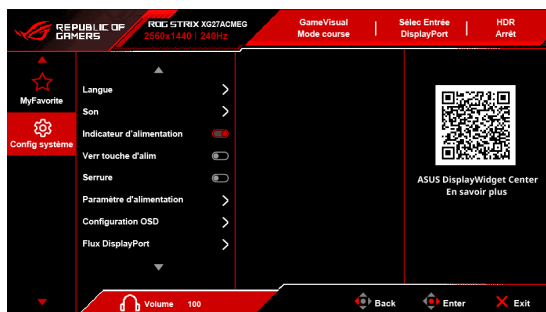 REPUBLIC OF
GAMERS
ROG STRIX XG27ACMEG
2560x1440 | 240Hz
GameVisual
Mode course
Sélec Entrée
DisplayPort
HDR
Arrêt
MyFavorite
Config système
Langue
Son
Indicateur d'alimentation
Verr touche d'alim
Serrure
Paramètre d'alimentation
Configuration OSD
Flux DisplayPort
ASUS DisplayWidget Center
En savoir plus
Volume 100
Back
Enter
Exit